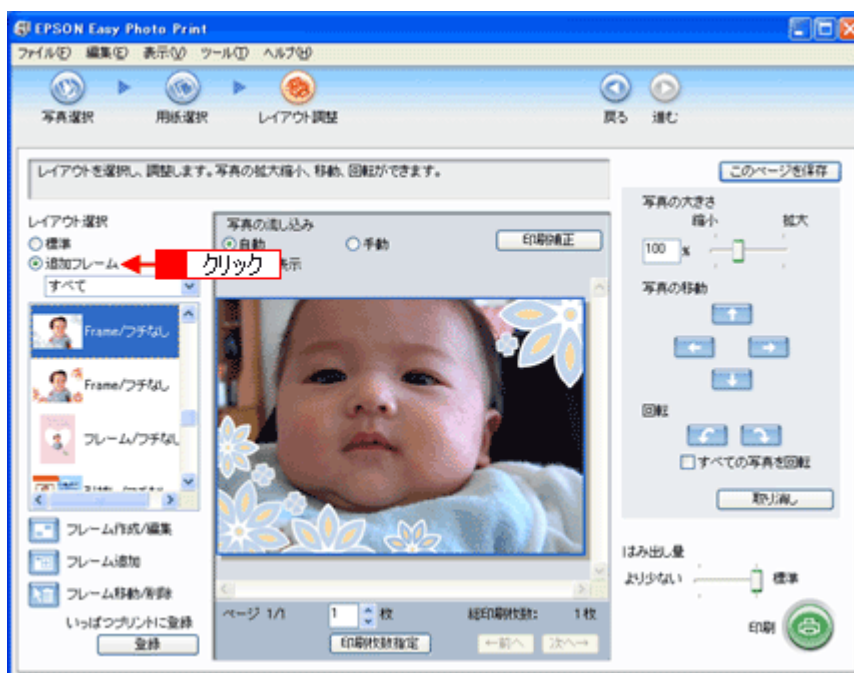 EPSON Easy Photo Print
ファイル(F) 編集(E) 表示(V) ツール(T) ヘルプ(H)
写真選択 用紙選択 レイアウト調整 戻る 進む
レイアウトを選択し、調整します。写真の拡大縮小、移動、回転ができます。
このページを保存
レイアウト選択
標準
追加フレーム
クリック
すべて
Frame/フチなし
Frame/フチなし
フレーム/フチなし
フレーム作成/編集
フレーム追加
フレーム移動/削除
いっぱつプリントに登録
登録
写真の流し込み
自動 手動 印刷補正
表示
ページ 1/1 1 枚 総印刷枚数: 1枚
印刷枚数指定 ←前へ 次へ→
写真の大きさ
縮小 拡大
100 %
写真の移動
回転
すべての写真を回転
取り消し
はみ出し量
より少ない 標準
印刷